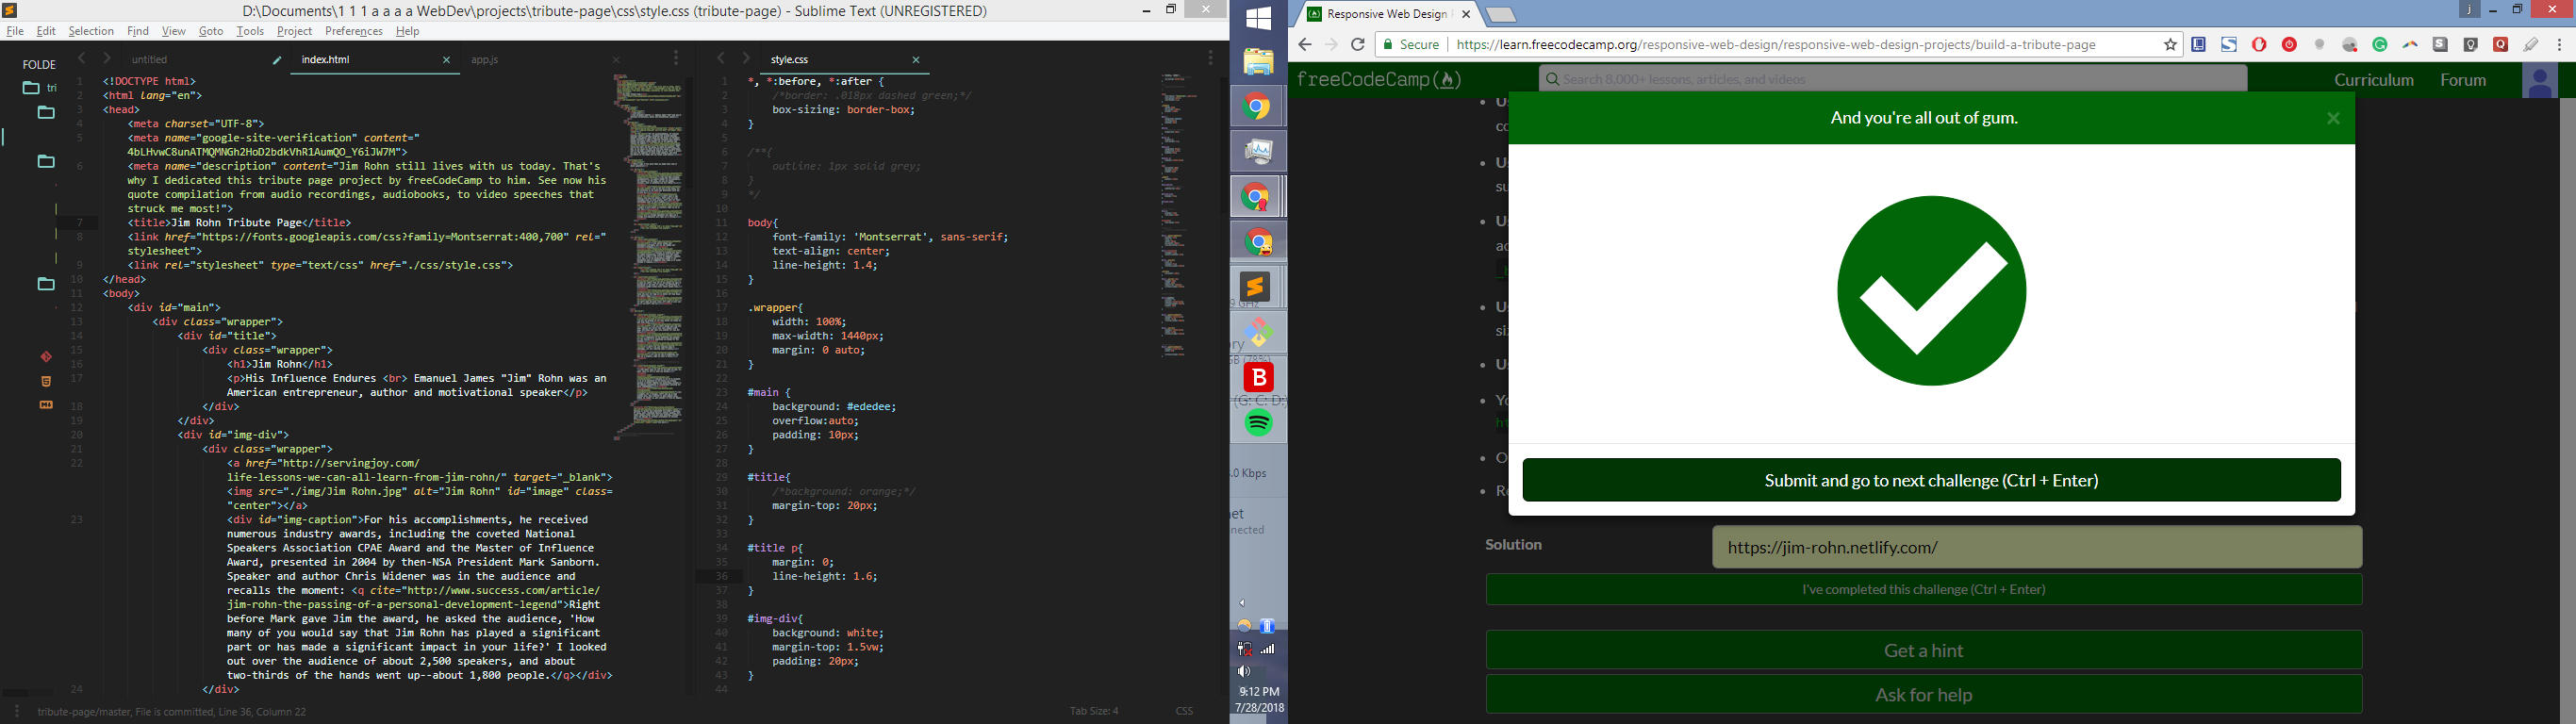 D:\Documents\1 1 1 a a a a WebDev\projects\tribute-page\css\style.css (tribute-page) - Sublime Text (UNREGISTERED)
File Edit Selection Find View Goto Tools Project Preferences Help
FOLDE
tri
untitled
index.html
app.js
1 <!DOCTYPE html>
2 <html lang="en">
3 <head>
4 <meta charset="UTF-8">
5 <meta name="google-site-verification" content="
4bLHvwC8unATMQMNGh2HoD2bdkVhR1AumQO_Y6iJW7M">
6 <meta name="description" content="Jim Rohn still lives with us today. That's
why I dedicated this tribute page project by freeCodeCamp to him. See now his
quote compilation from audio recordings, audiobooks, to video speeches that
struck me most!">
7 <title>Jim Rohn Tribute Page</title>
8 <link href="https://fonts.googleapis.com/css?family=Montserrat:400,700" rel="
stylesheet">
9 <link rel="stylesheet" type="text/css" href="./css/style.css">
10 </head>
11 <body>
12 <div id="main">
13 <div class="wrapper">
14 <div id="title">
15 <div class="wrapper">
16 <h1>Jim Rohn</h1>
17 <p>His Influence Endures <br> Emanuel James "Jim" Rohn was an
American entrepreneur, author and motivational speaker</p>
18 </div>
19 </div>
20 <div id="img-div">
21 <div class="wrapper">
22 <a href="http://servingjoy.com/
life-lessons-we-can-all-learn-from-jim-rohn/" target="_blank">
<img src="./img/Jim Rohn.jpg" alt="Jim Rohn" id="image" class=
"center"></a>
23 <div id="img-caption">For his accomplishments, he received
numerous industry awards, including the coveted National
Speakers Association CPAE Award and the Master of Influence
Award, presented in 2004 by then-NSA President Mark Sanborn.
Speaker and author Chris Widener was in the audience and
recalls the moment: <q cite="http://www.success.com/article/
jim-rohn-the-passing-of-a-personal-development-legend">Right
before Mark gave Jim the award, he asked the audience, 'How
many of you would say that Jim Rohn has played a significant
part or has made a significant impact in your life?' I looked
out over the audience of about 2,500 speakers, and about
two-thirds of the hands went up--about 1,800 people.</q></div>
24 </div>
style.css
1 *, *:before, *:after {
2 /*border: .018px dashed green;*/
3 box-sizing: border-box;
4 }
5
6 /**{
7 outline: 1px solid grey;
8 }
9 */
10
11 body{
12 font-family: 'Montserrat', sans-serif;
13 text-align: center;
14 line-height: 1.4;
15 }
16
17 .wrapper{
18 width: 100%;
19 max-width: 1440px;
20 margin: 0 auto;
21 }
22
23 #main {
24 background: #ededee;
25 overflow:auto;
26 padding: 10px;
27 }
28
29 #title{
30 /*background: orange;*/
31 margin-top: 20px;
32 }
33
34 #title p{
35 margin: 0;
36 line-height: 1.6;
37 }
38
39 #img-div{
40 background: white;
41 margin-top: 1.5vw;
42 padding: 20px;
43 }
44
tribute-page/master, File is committed, Line 36, Column 22
Tab Size: 4
CSS
9 GHz
ry
GB (78%)
(G: C: D:)
.0 Kbps
net
nnected
9:12 PM
7/28/2018
Responsive Web Design
j
Secure
https://learn.freecodecamp.org/responsive-web-design/responsive-web-design-projects/build-a-tribute-page
freeCodeCamp
Search 8,000+ lessons, articles, and videos
Curriculum
Forum
And you're all out of gum.
×
Submit and go to next challenge (Ctrl + Enter)
Solution
https://jim-rohn.netlify.com/
I've completed this challenge (Ctrl + Enter)
Get a hint
Ask for help